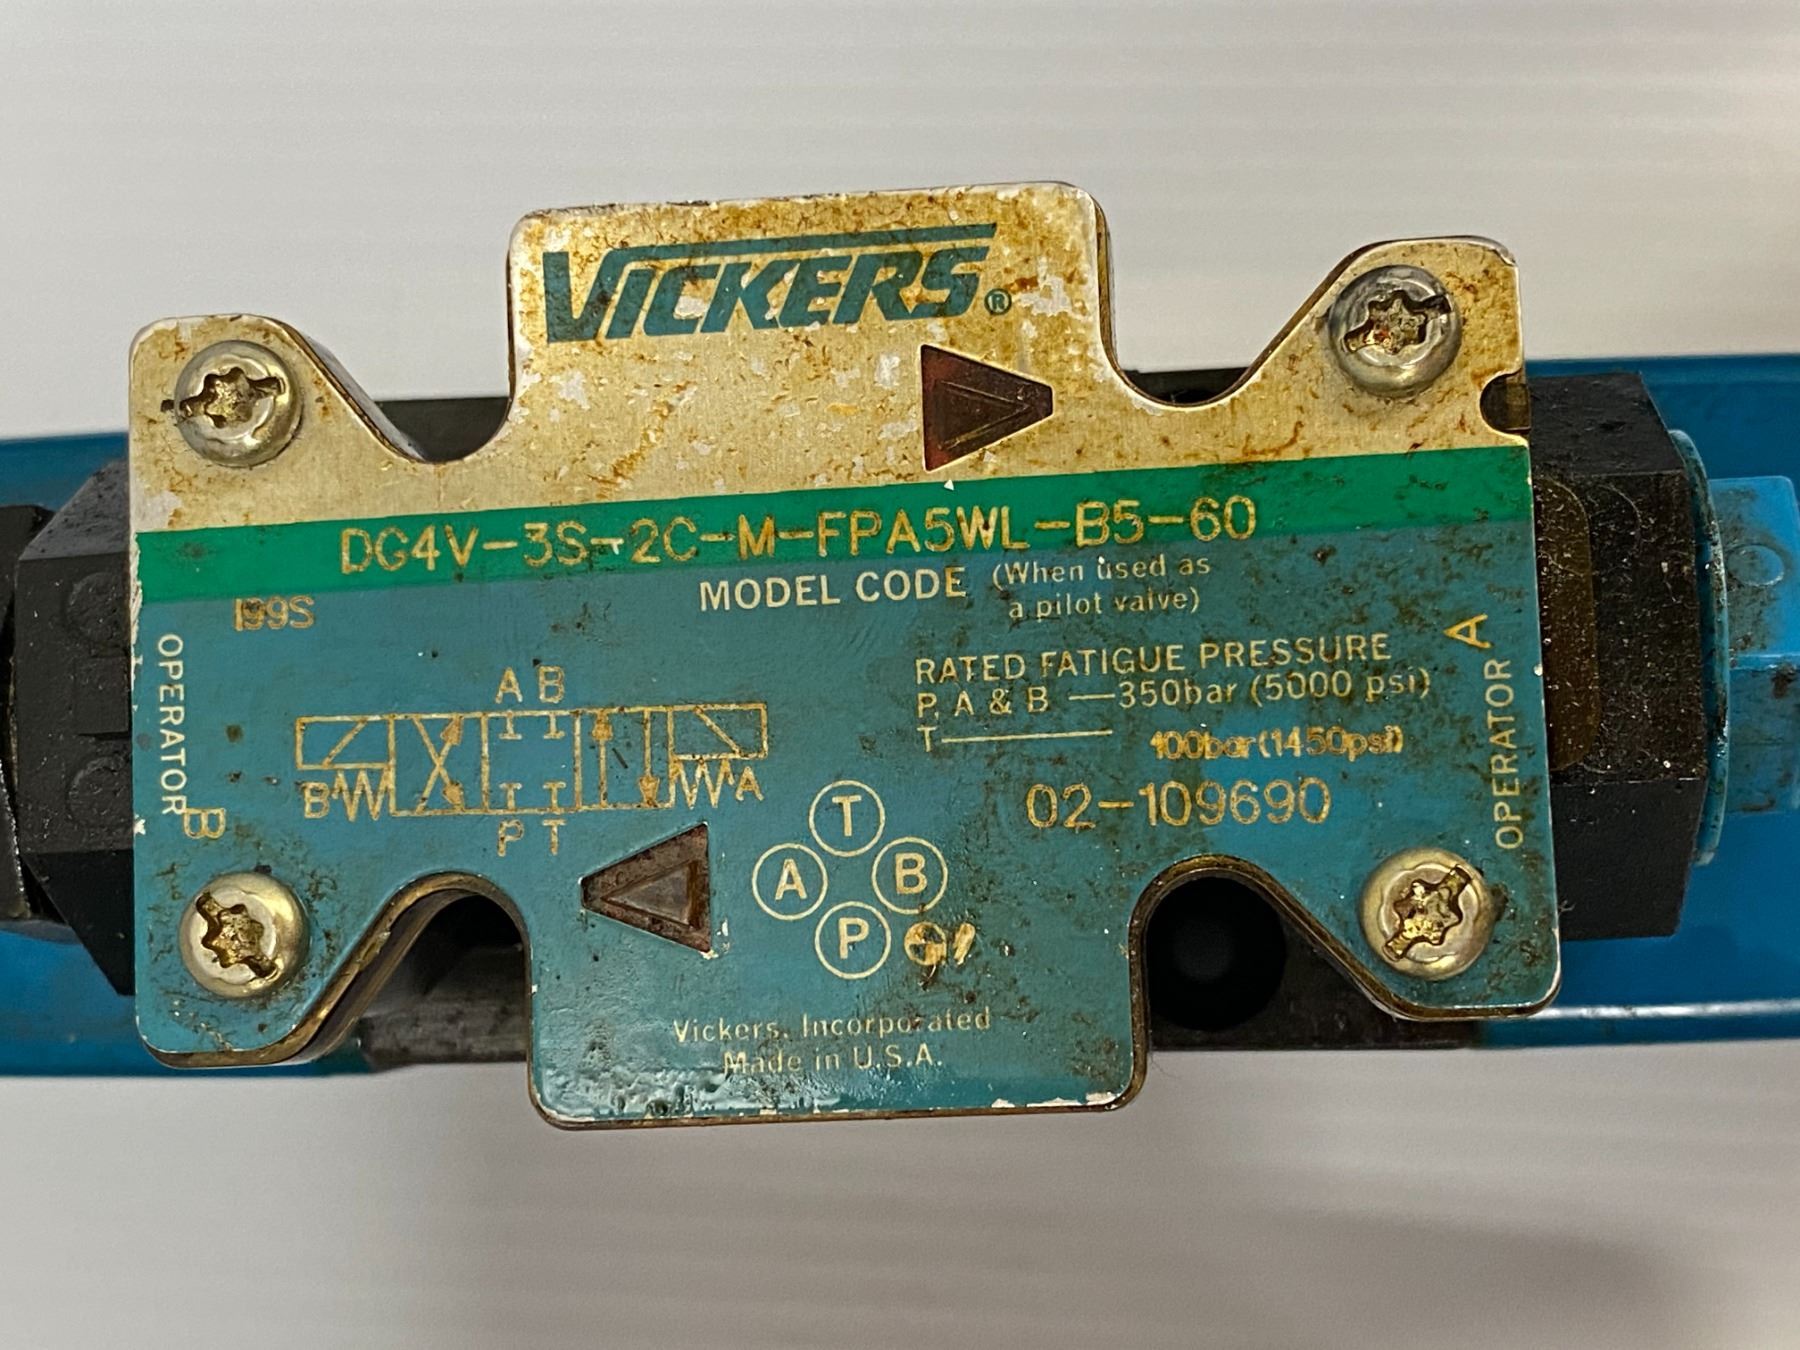 VICKERS®
DG4V-3S-2C-M-FPA5WL-B5-60
MODEL CODE (When used as
a pilot valve)
199S
OPERATOR B
OPERATOR A
RATED FATIGUE PRESSURE
P, A & B — 350bar (5000 psi)
T — 100bar (1450psi)
02-109690
A B
B A
P T
T
A B
P
Vickers, Incorporated
Made in U.S.A.